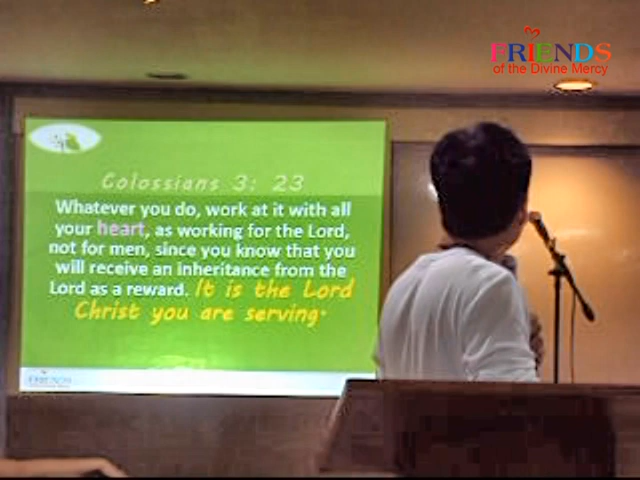 FRIENDS
of the Divine Mercy
Colossians 3: 23
Whatever you do, work at it with all
your heart, as working for the Lord,
not for men, since you know that you
will receive an inheritance from the
Lord as a reward. It is the Lord
Christ you are serving.
FRIENDS